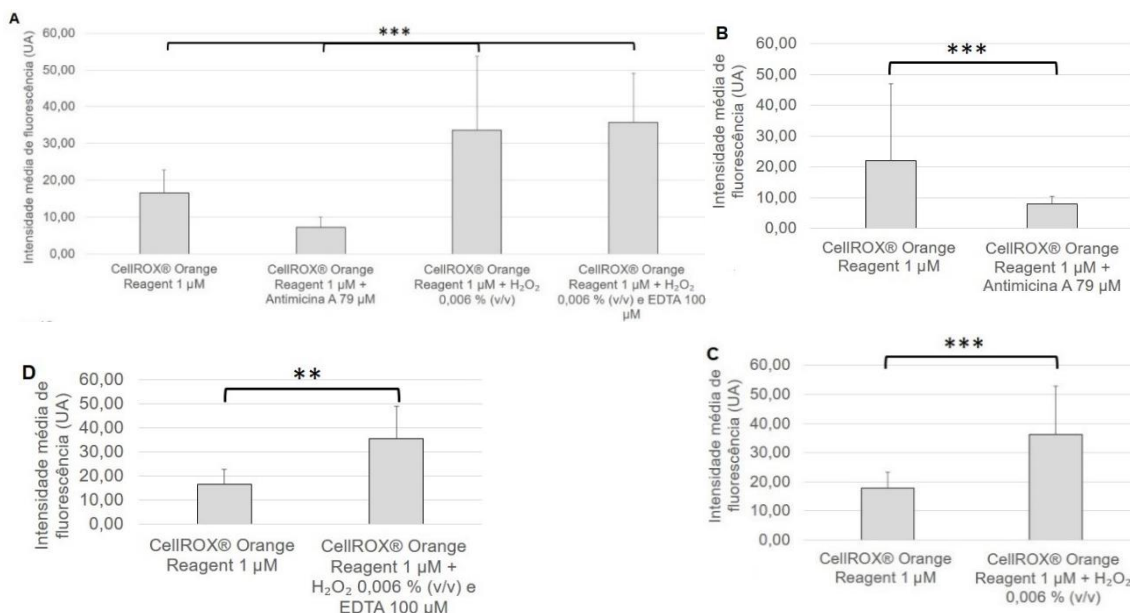 A
Intensidade média de fluorescência (UA)
60,00
50,00
40,00
30,00
20,00
10,00
0,00
***
CellROX® Orange
Reagent 1 µM
CellROX® Orange
Reagent 1 µM +
Antimicina A 79 µM
CellROX® Orange
Reagent 1 µM + H₂O₂
0,006 % (v/v)
CellROX® Orange
Reagent 1 µM + H₂O₂
0,006 % (v/v) e EDTA 100
µM
B
Intensidade média de
fluorescência (UA)
60,00
50,00
40,00
30,00
20,00
10,00
0,00
***
CellROX® Orange
Reagent 1 µM
CellROX® Orange
Reagent 1 µM +
Antimicina A 79 µM
D
Intensidade média de
fluorescência (UA)
60,00
50,00
40,00
30,00
20,00
10,00
0,00
**
CellROX® Orange
Reagent 1 µM
CellROX® Orange
Reagent 1 µM +
H₂O₂ 0,006 % (v/v) e
EDTA 100 µM
C
Intensidade média de
fluorescência (UA)
60,00
50,00
40,00
30,00
20,00
10,00
0,00
***
CellROX® Orange
Reagent 1 µM
CellROX® Orange
Reagent 1 µM + H₂O₂
0,006 % (v/v)